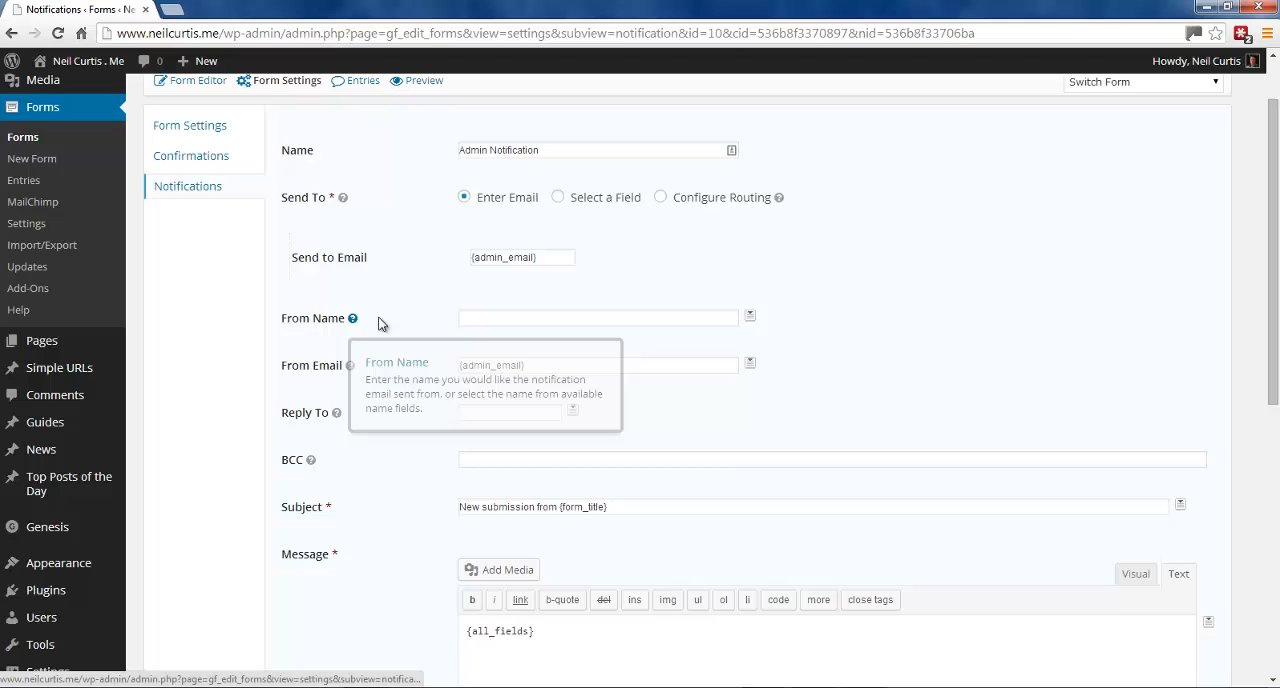 Notifications ‹ Forms ‹ Ne
www.neilcurtis.me/wp-admin/admin.php?page=gf_edit_forms&view=settings&subview=notification&id=10&cid=536b8f3370897&nid=536b8f33706ba
2
Neil Curtis . Me
0
New
Howdy, Neil Curtis
Media
Forms
Forms
New Form
Entries
MailChimp
Settings
Import/Export
Updates
Add-Ons
Help
Pages
Simple URLs
Comments
Guides
News
Top Posts of the
Day
Genesis
Appearance
Plugins
Users
Tools
Settings
Form Editor
Form Settings
Entries
Preview
Switch Form
Form Settings
Confirmations
Notifications
Name
Admin Notification
Send To *
Enter Email
Select a Field
Configure Routing
Send to Email
{admin_email}
From Name
From Email
{admin_email}
From Name
Enter the name you would like the notification
email sent from, or select the name from available
name fields.
Reply To
BCC
Subject *
New submission from {form_title}
Message *
Add Media
Visual
Text
b
i
link
b-quote
del
ins
img
ul
ol
li
code
more
close tags
{all_fields}
www.neilcurtis.me/wp-admin/admin.php?page=gf_edit_forms&view=settings&subview=notifica...